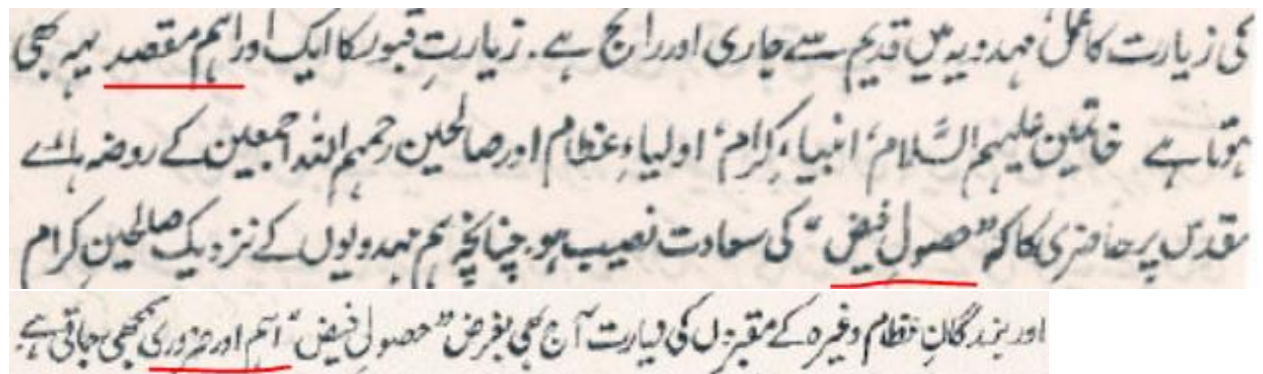 کی زیارت کا عمل مہدویہ میں قدیم سے جاری اور رائج ہے۔ زیارتِ قبور کا ایک اور اہم مقصد یہ بھی
ہوتا ہے خاتمین علیہم السَّلام، انبیاءِ کرام، اولیاءِ عظام اور صالحین رحمہم اللہ اجمعین کے روضہ ہائے
مقدس پر حاضری کا کہ "حصولِ فیض" کی سعادت نصیب ہو۔ چنانچہ ہم مہدویوں کے نزدیک صالحینِ کرام
اور بزرگانِ عظام وغیرہ کے مقبروں کی زیارت آج بھی بغرض "حصولِ فیض" اہم اور ضروری سمجھی جاتی ہے۔